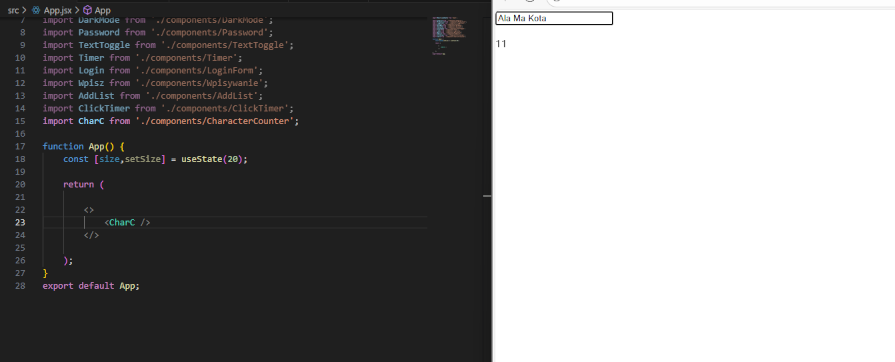 src > App.jsx > App
7 import DarkMode from './components/DarkMode';
8 import Password from './components/Password';
9 import TextToggle from './components/TextToggle';
10 import Timer from './components/Timer';
11 import Login from './components/LoginForm';
12 import Wpisz from './components/Wpisywanie';
13 import AddList from './components/AddList';
14 import ClickTimer from './components/ClickTimer';
15 import CharC from './components/CharacterCounter';
16
17 function App() {
18 const [size,setSize] = useState(20);
19
20 return (
21
22 <>
23 <CharC />
24 </>
25
26 );
27 }
28 export default App;
Ala Ma Kota
11